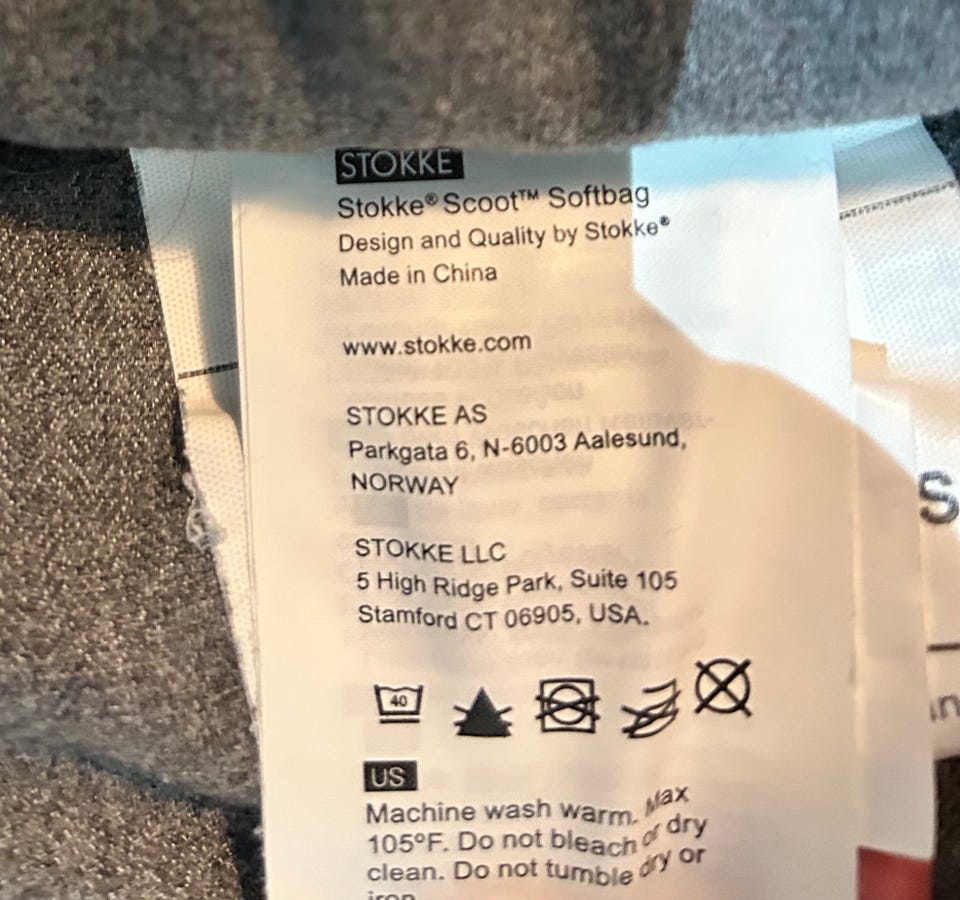 STOKKE
Stokke® Scoot™ Softbag
Design and Quality by Stokke®
Made in China
www.stokke.com
STOKKE AS
Parkgata 6, N-6003 Aalesund,
NORWAY
STOKKE LLC
5 High Ridge Park, Suite 105
Stamford CT 06905, USA.
40
US
Machine wash warm. Max
105°F. Do not bleach or dry
clean. Do not tumble dry or
iron
S
in